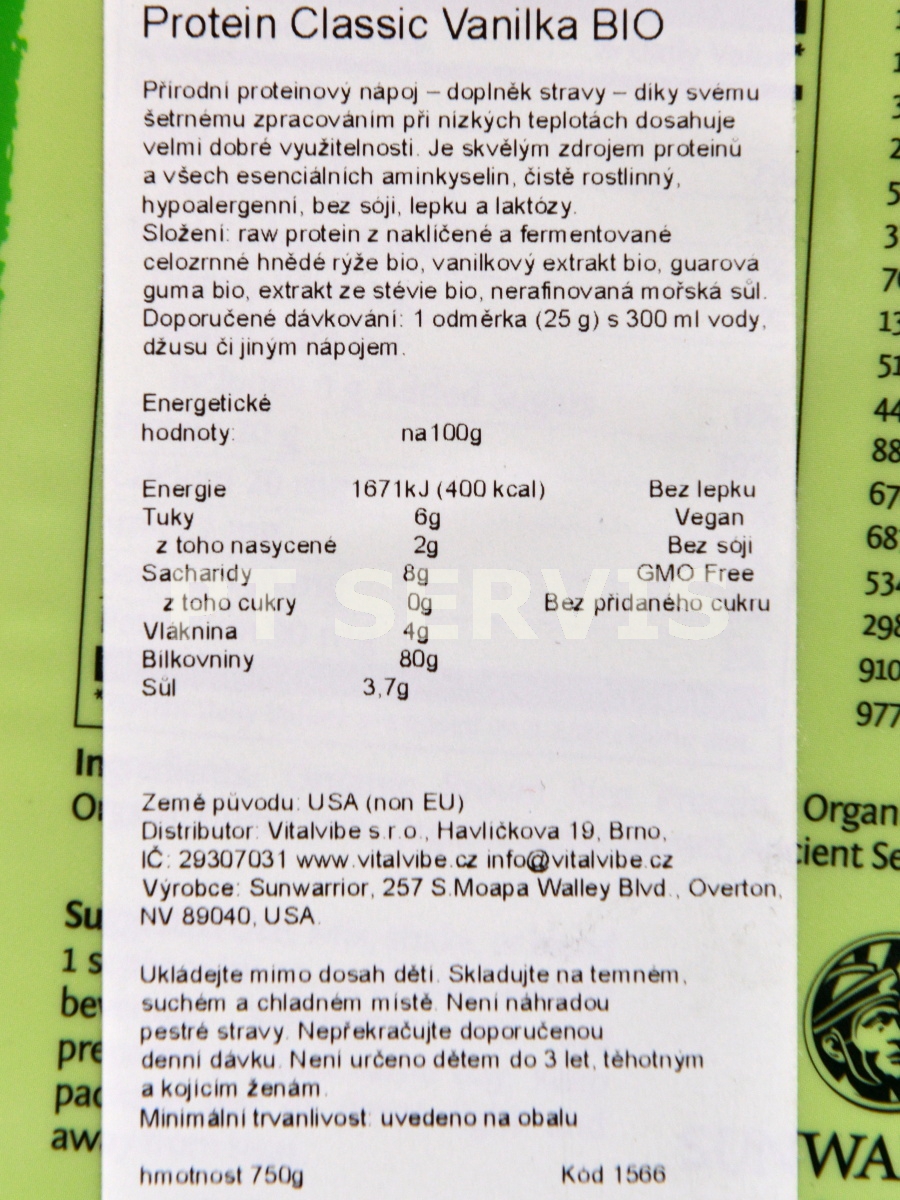 Protein Classic Vanilka BIO
Přírodní proteinový nápoj – doplněk stravy – díky svému
šetrnému zpracováním při nízkých teplotách dosahuje
velmi dobré využitelnosti. Je skvělým zdrojem proteinů
a všech esenciálních aminkyselin, čistě rostlinný,
hypoalergenní, bez sóji, lepku a laktózy.
Složení: raw protein z naklíčené a fermentované
celozrnné hnědé rýže bio, vanilkový extrakt bio, guarová
guma bio, extrakt ze stévie bio, nerafinovaná mořská sůl.
Doporučené dávkování: 1 odměrka (25 g) s 300 ml vody,
džusu či jiným nápojem.
Energetické
hodnoty: na100g
Energie 1671kJ (400 kcal) Bez lepku
Tuky 6g Vegan
z toho nasycené 2g Bez sóji
Sacharidy 8g GMO Free
z toho cukry 0g Bez přidaného cukru
Vláknina 4g
Bílkovniny 80g
Sůl 3,7g
Země původu: USA (non EU)
Distributor: Vitalvibe s.r.o., Havlíčkova 19, Brno,
IČ: 29307031 www.vitalvibe.cz info@vitalvibe.cz
Výrobce: Sunwarrior, 257 S.Moapa Walley Blvd., Overton,
NV 89040, USA.
Ukládejte mimo dosah dětí. Skladujte na temném,
suchém a chladném místě. Není náhradou
pestré stravy. Nepřekračujte doporučenou
denní dávku. Není určeno dětem do 3 let, těhotným
a kojícím ženám.
Minimální trvanlivost: uvedeno na obalu
hmotnost 750g Kód 1566